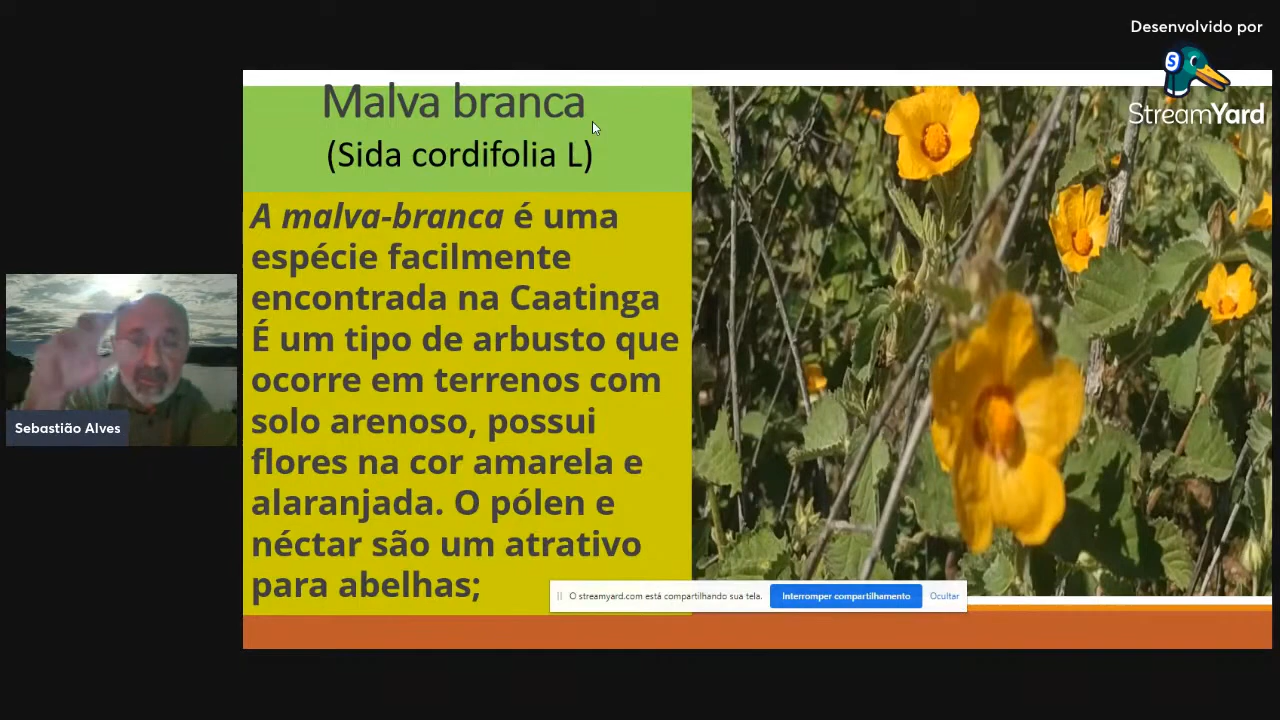 Desenvolvido por
StreamYard
Malva branca
(Sida cordifolia L)
A malva-branca é uma
espécie facilmente
encontrada na Caatinga
É um tipo de arbusto que
ocorre em terrenos com
solo arenoso, possui
flores na cor amarela e
alaranjada. O pólen e
néctar são um atrativo
para abelhas;
Sebastião Alves
O streamyard.com está compartilhando sua tela.
Interromper compartilhamento
Ocultar